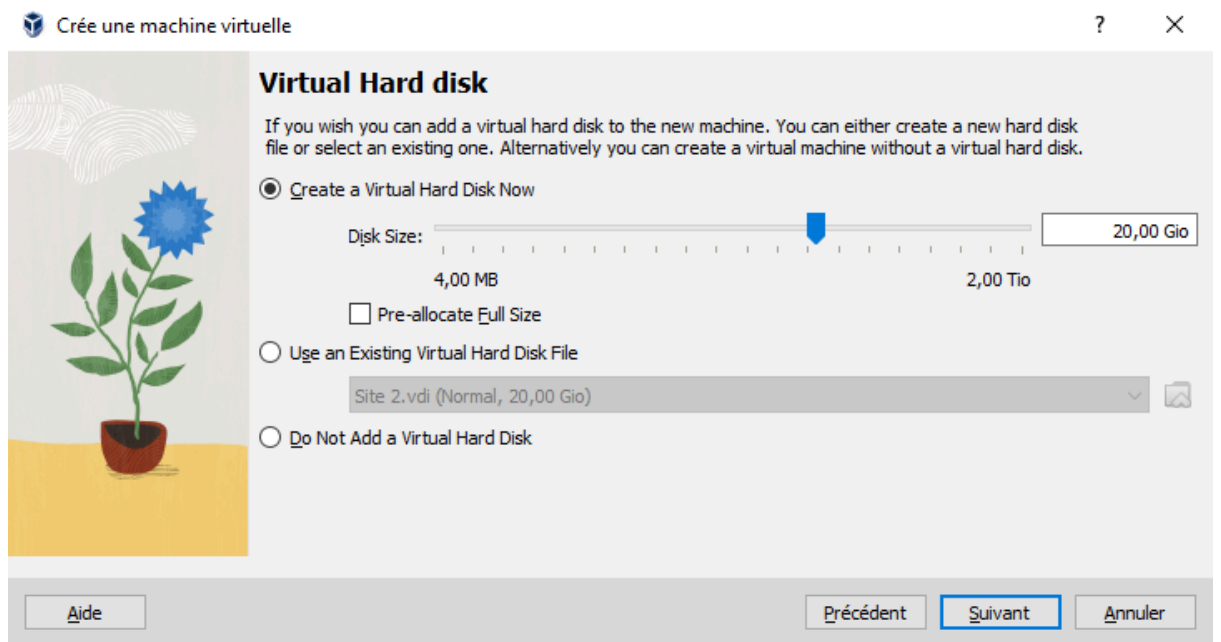 Crée une machine virtuelle
Virtual Hard disk
If you wish you can add a virtual hard disk to the new machine. You can either create a new hard disk
file or select an existing one. Alternatively you can create a virtual machine without a virtual hard disk.
Create a Virtual Hard Disk Now
Disk Size:
20,00 Gio
4,00 MB
2,00 Tio
Pre-allocate Full Size
Use an Existing Virtual Hard Disk File
Site 2.vdi (Normal, 20,00 Gio)
Do Not Add a Virtual Hard Disk
Aide
Précédent
Suivant
Annuler